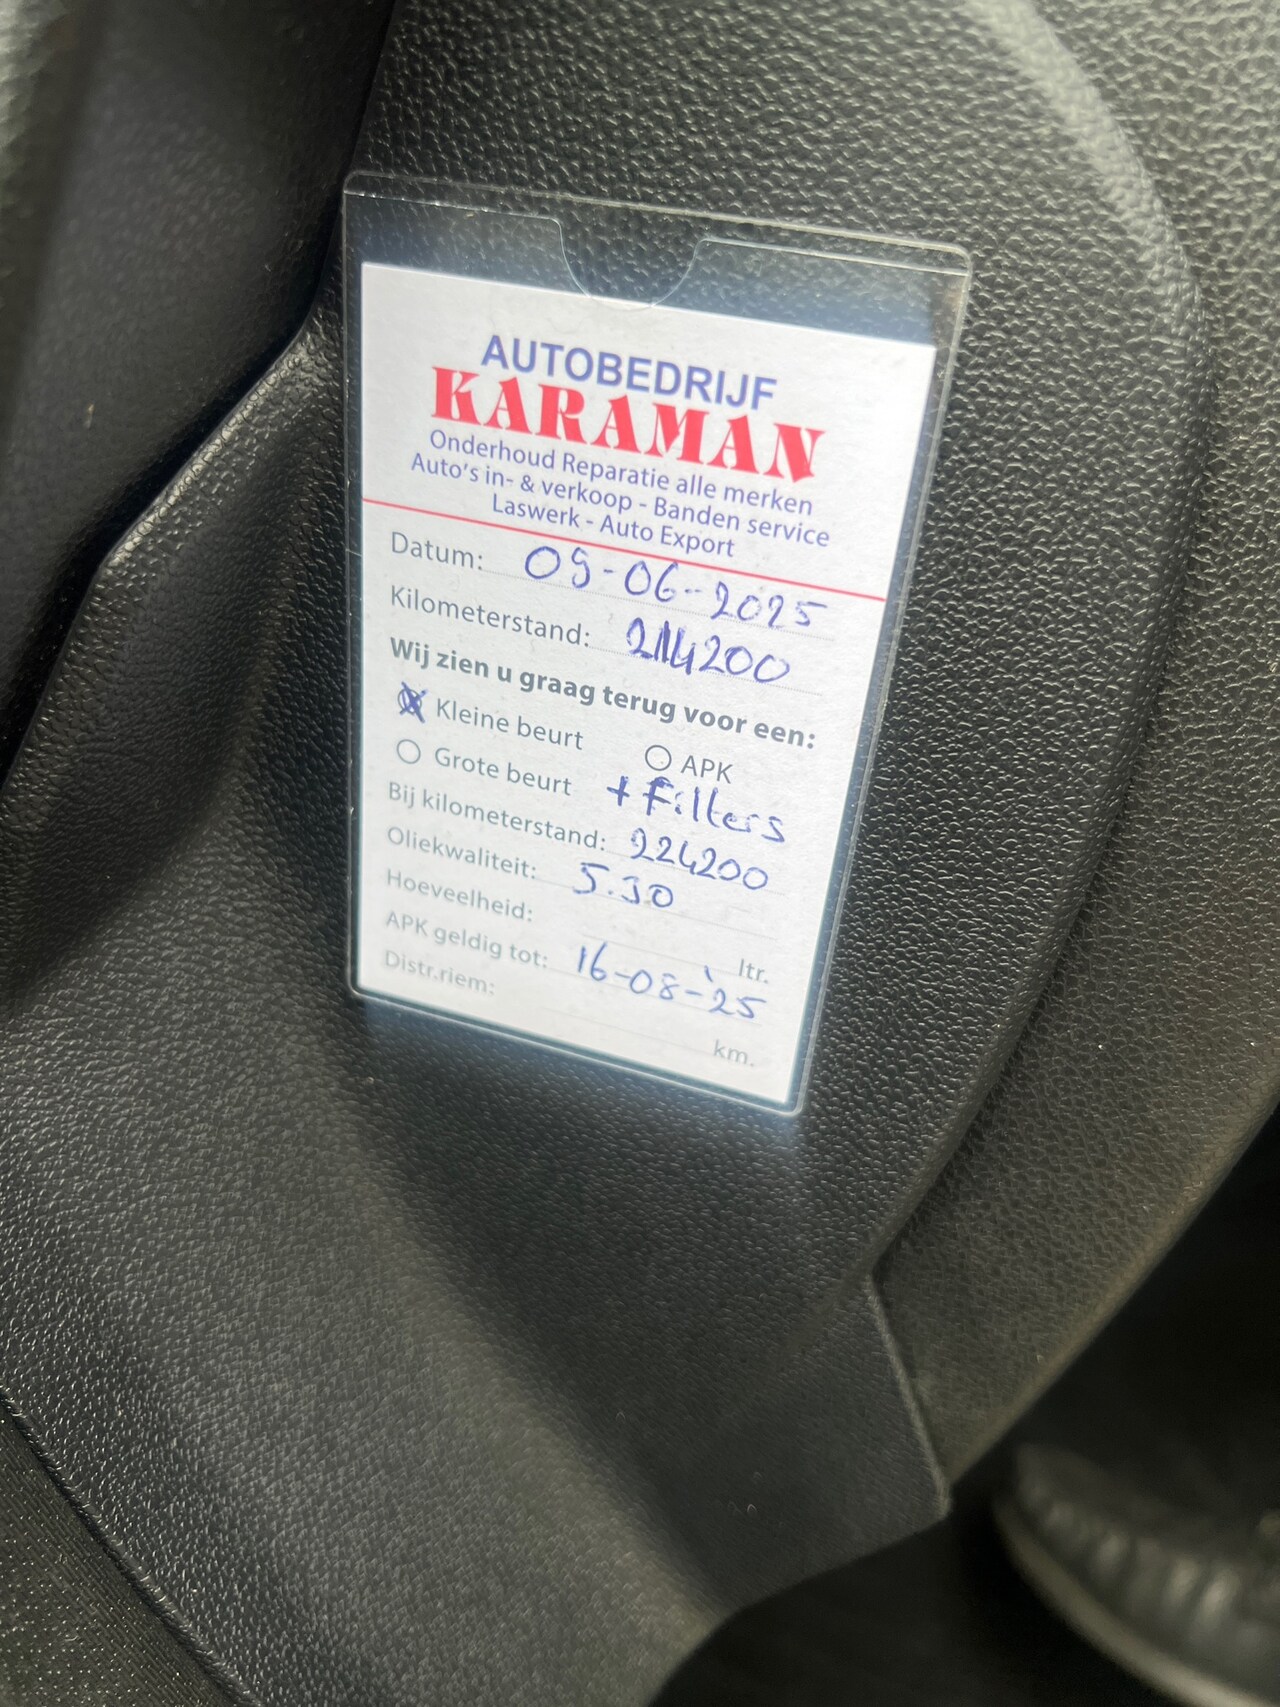 AUTOBEDRIJF
KARAMAN
Onderhoud Reparatie alle merken
Auto's in- & verkoop - Banden service
Laswerk - Auto Export
Datum: 09-06-2025
Kilometerstand: 214200
Wij zien u graag terug voor een:
Kleine beurt APK
Grote beurt + Filters
Bij kilometerstand: 224200
Oliekwaliteit: 5.30
Hoeveelheid: ltr.
APK geldig tot: 16-08-'25
Distr.riem: km.